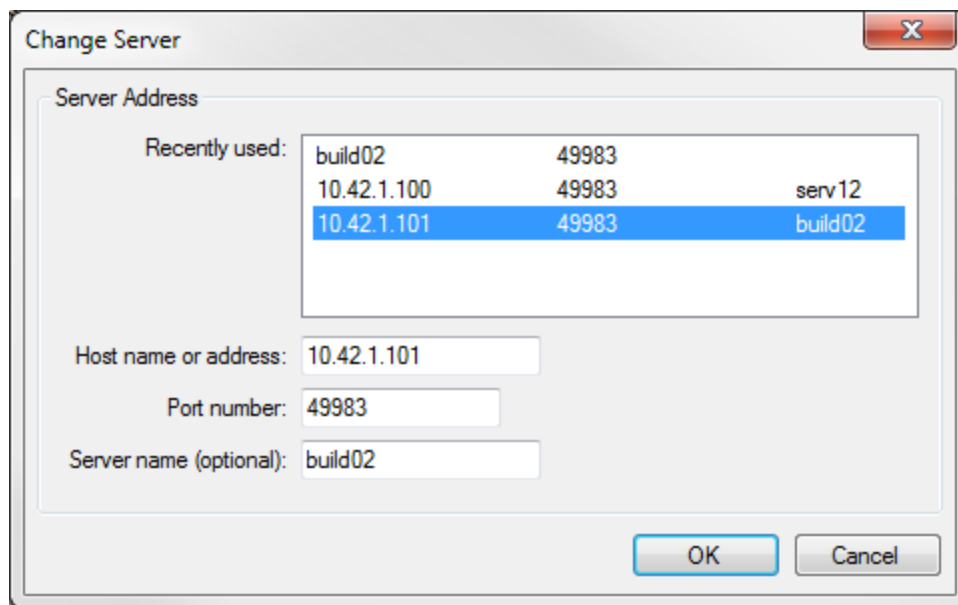 Change Server
Server Address
Recently used:
build02 49983
10.42.1.100 49983 serv12
10.42.1.101 49983 build02
Host name or address: 10.42.1.101
Port number: 49983
Server name (optional): build02
OK Cancel